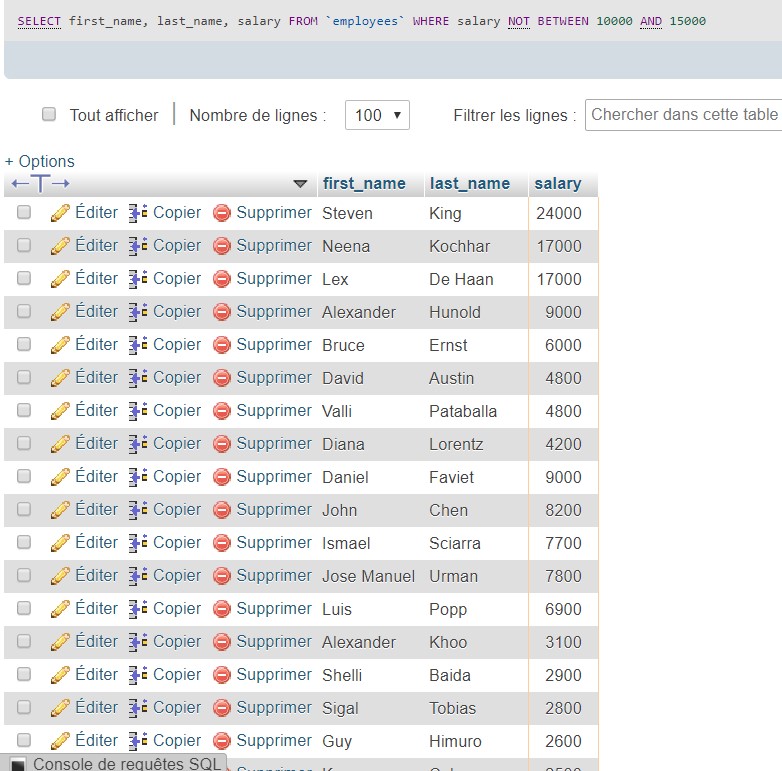 SELECT first_name, last_name, salary FROM `employees` WHERE salary NOT BETWEEN 10000 AND 15000
Tout afficher Nombre de lignes : 100 Filtrer les lignes : Chercher dans cette table
+ Options
first_name last_name salary
Éditer Copier Supprimer Steven King 24000
Éditer Copier Supprimer Neena Kochhar 17000
Éditer Copier Supprimer Lex De Haan 17000
Éditer Copier Supprimer Alexander Hunold 9000
Éditer Copier Supprimer Bruce Ernst 6000
Éditer Copier Supprimer David Austin 4800
Éditer Copier Supprimer Valli Pataballa 4800
Éditer Copier Supprimer Diana Lorentz 4200
Éditer Copier Supprimer Daniel Faviet 9000
Éditer Copier Supprimer John Chen 8200
Éditer Copier Supprimer Ismael Sciarra 7700
Éditer Copier Supprimer Jose Manuel Urman 7800
Éditer Copier Supprimer Luis Popp 6900
Éditer Copier Supprimer Alexander Khoo 3100
Éditer Copier Supprimer Shelli Baida 2900
Éditer Copier Supprimer Sigal Tobias 2800
Éditer Copier Supprimer Guy Himuro 2600
Console de requêtes SQL